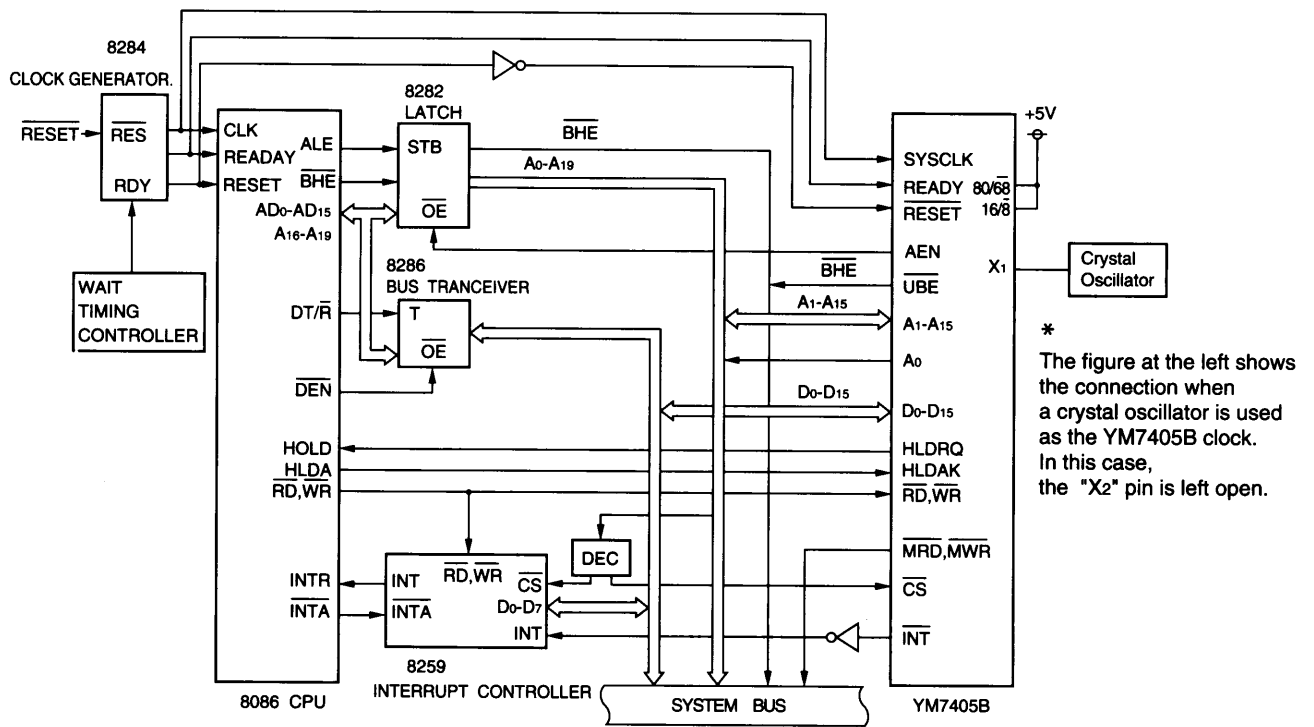 8284
CLOCK GENERATOR.
RESET
RES
RDY
WAIT
TIMING
CONTROLLER
CLK
READAY
RESET
ALE
BHE
AD0-AD15
A16-A19
DT/R
DEN
HOLD
HLDA
RD,WR
INTR
INTA
8086 CPU
8282
LATCH
STB
OE
BHE
A0-A19
8286
BUS TRANCEIVER
T
OE
INT
INTA
RD,WR
CS
D0-D7
INT
8259
INTERRUPT CONTROLLER
DEC
SYSTEM BUS
BHE
A1-A15
D0-D15
SYSCLK
READY
RESET
80/68
16/8
+5V
AEN
UBE
X1
A1-A15
A0
D0-D15
HLDRQ
HLDAK
RD,WR
MRD,MWR
CS
INT
YM7405B
Crystal
Oscillator
*
The figure at the left shows
the connection when
a crystal oscillator is used
as the YM7405B clock.
In this case,
the "X2" pin is left open.